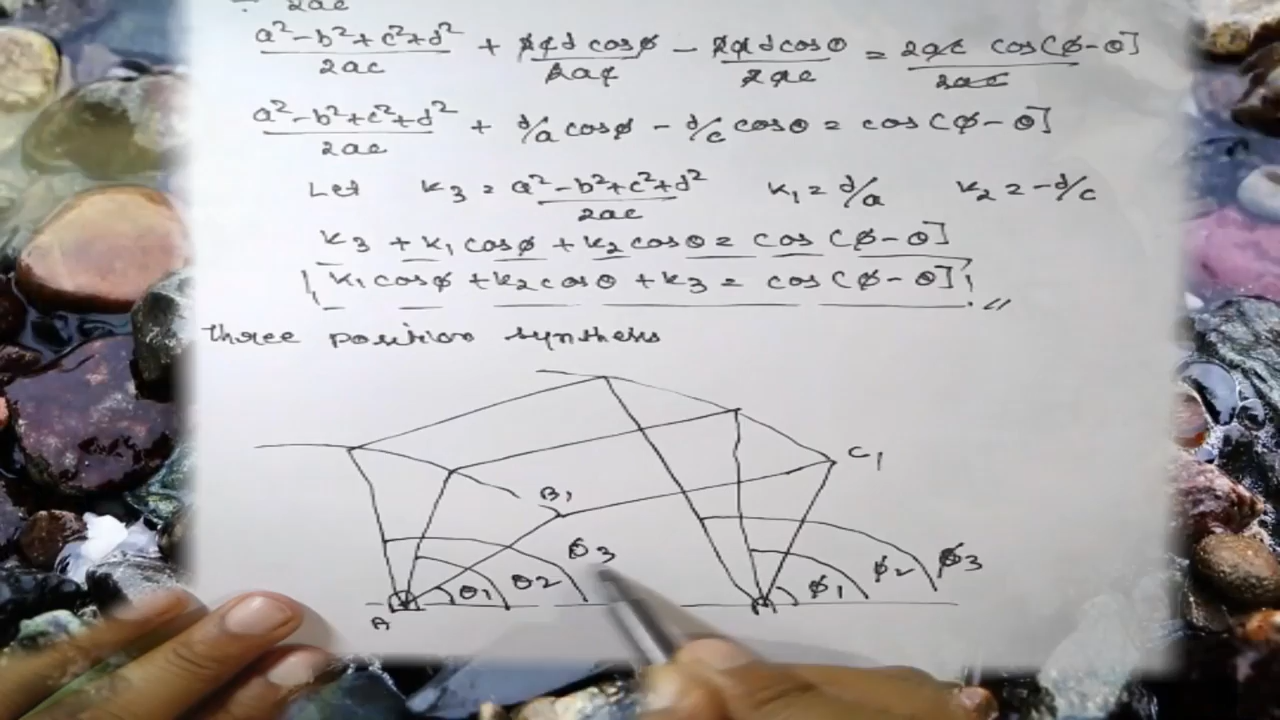 2ac
a²-b²+c²+d² / 2ac + 2cd cosφ / 2ac - 2ad cosθ / 2ac = 2ac cos(φ-θ] / 2ac
a²-b²+c²+d² / 2ac + d/a cosφ - d/c cosθ = cos(φ-θ]
Let k3 = a²-b²+c²+d² / 2ac k1 = d/a k2 = -d/c
k3 + k1 cosφ + k2 cosθ = cos (φ-θ]
k1 cosφ + k2 cosθ + k3 = cos(φ-θ]
three position synthesis
C1
B1
θ3
φ3
φ2
θ2
θ1
φ1
A